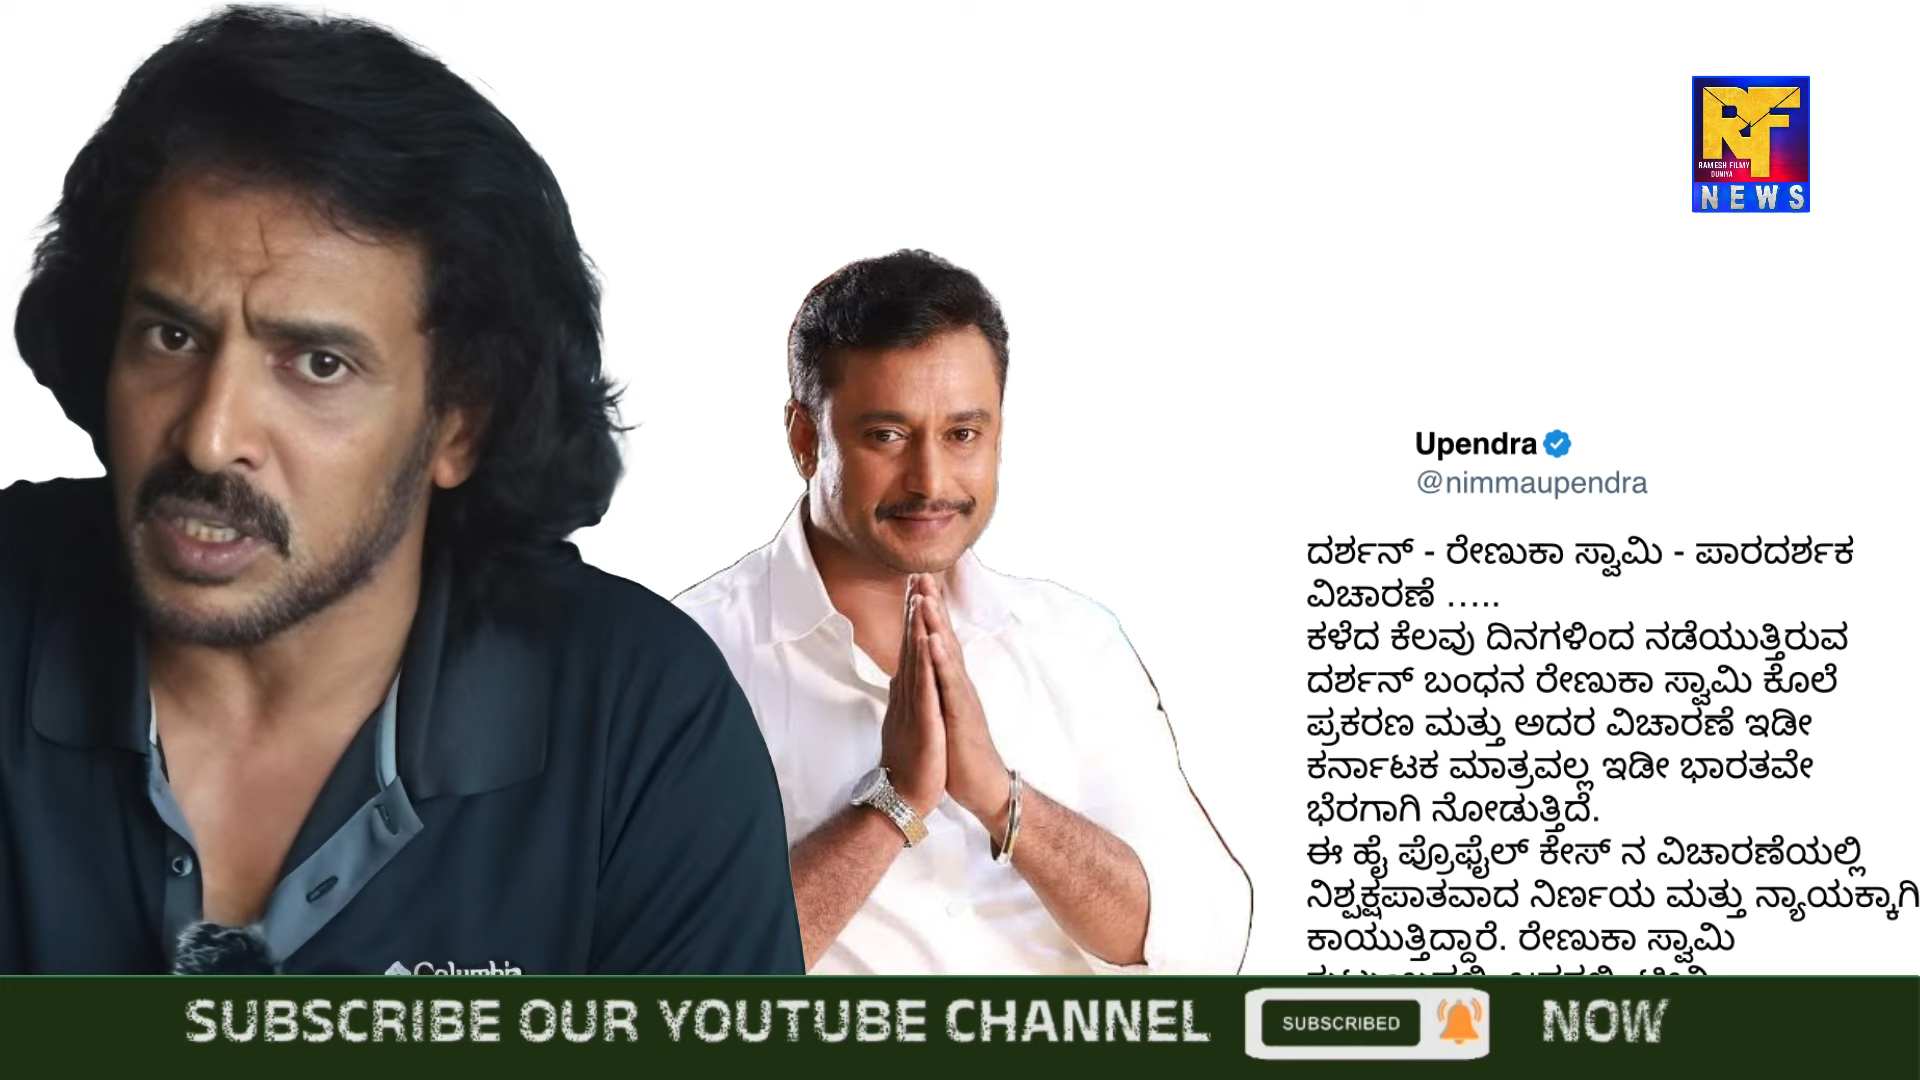 RF
RAMESH FILMY
DUNIYA
NEWS
Upendra
@nimmaupendra
ದರ್ಶನ್ - ರೇಣುಕಾ ಸ್ವಾಮಿ - ಪಾರದರ್ಶಕ
ವಿಚಾರಣೆ …..
ಕಳೆದ ಕೆಲವು ದಿನಗಳಿಂದ ನಡೆಯುತ್ತಿರುವ
ದರ್ಶನ್ ಬಂಧನ ರೇಣುಕಾ ಸ್ವಾಮಿ ಕೊಲೆ
ಪ್ರಕರಣ ಮತ್ತು ಅದರ ವಿಚಾರಣೆ ಇಡೀ
ಕರ್ನಾಟಕ ಮಾತ್ರವಲ್ಲ ಇಡೀ ಭಾರತವೇ
ಭೆರಗಾಗಿ ನೋಡುತ್ತಿದೆ.
ಈ ಹೈ ಪ್ರೊಫೈಲ್ ಕೇಸ್ ನ ವಿಚಾರಣೆಯಲ್ಲಿ
ನಿಶ್ಪಕ್ಷಪಾತವಾದ ನಿರ್ಣಯ ಮತ್ತು ನ್ಯಾಯಕ್ಕಾಗಿ
ಕಾಯುತ್ತಿದ್ದಾರೆ. ರೇಣುಕಾ ಸ್ವಾಮಿ
Columbia
SUBSCRIBE OUR YOUTUBE CHANNEL SUBSCRIBED NOW